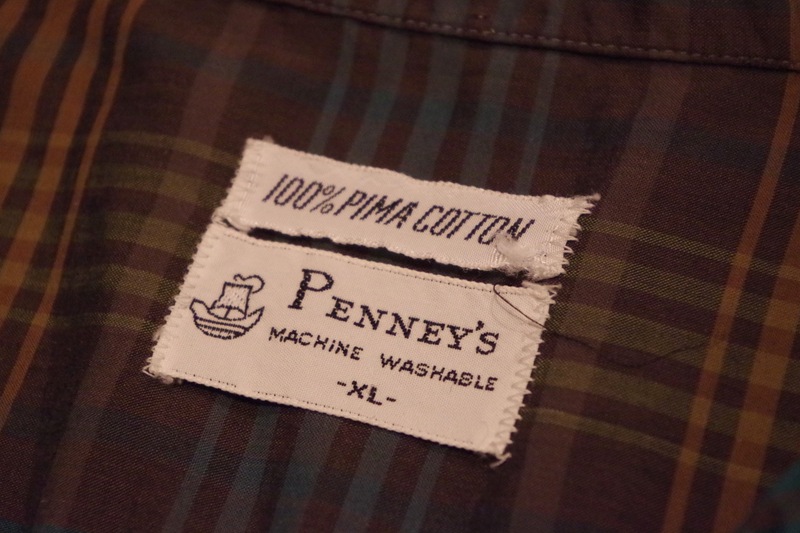 100% PIMA COTTON
PENNEY'S
MACHINE WASHABLE
-XL-